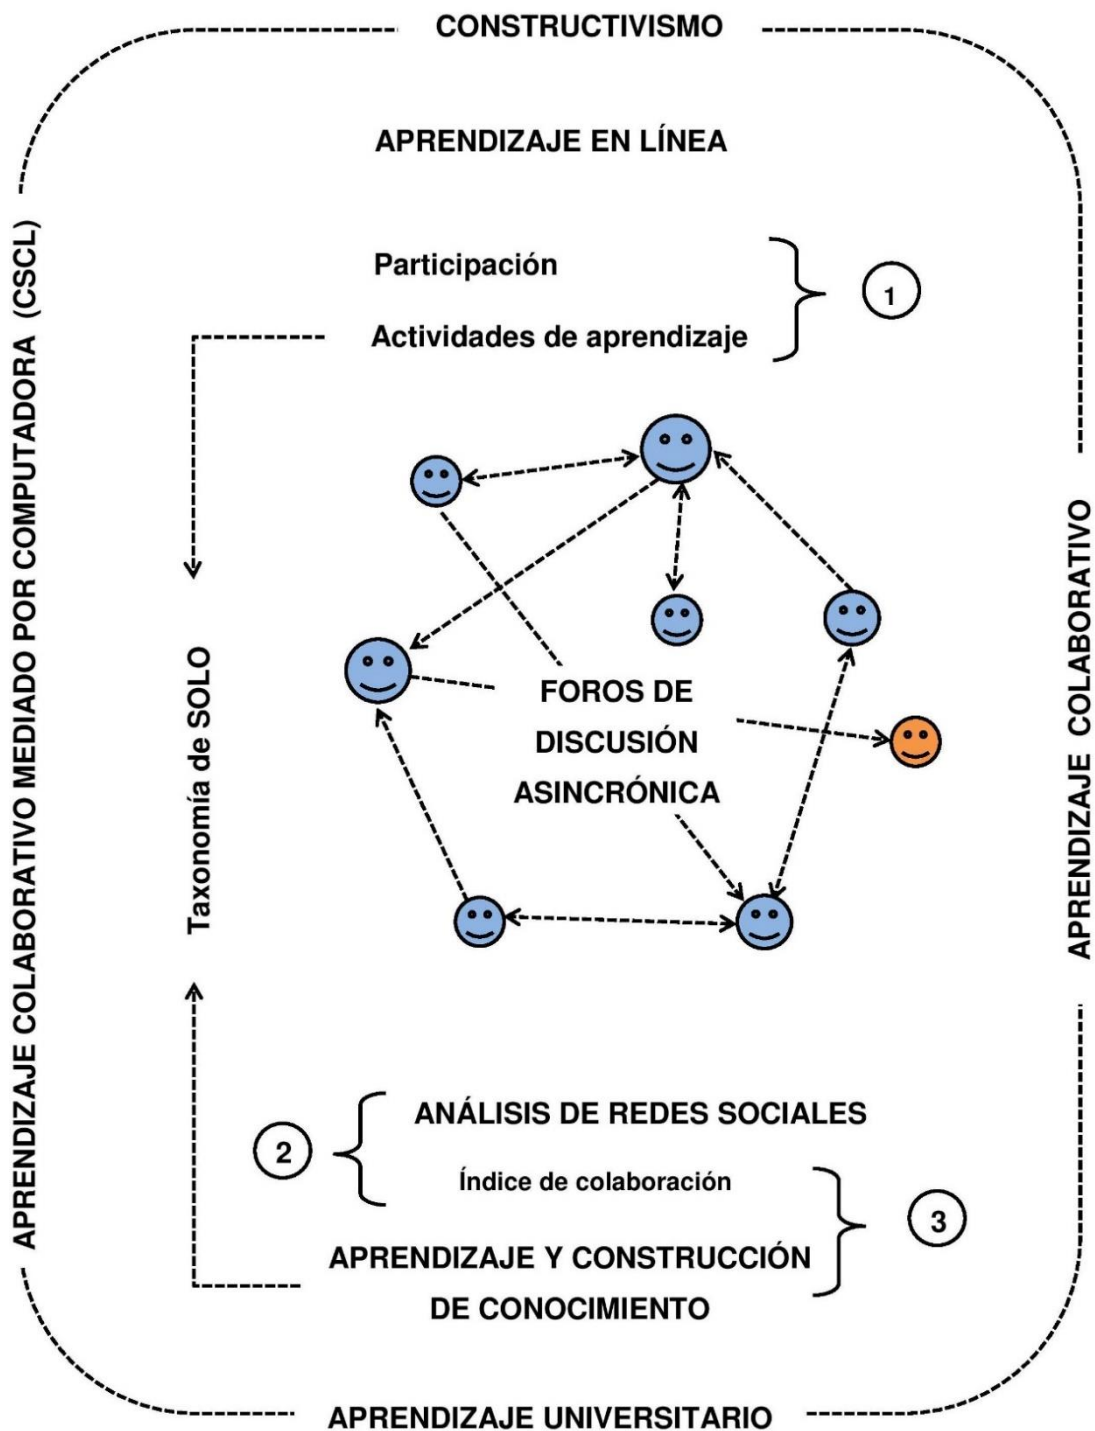 CONSTRUCTIVISMO
APRENDIZAJE EN LÍNEA
APRENDIZAJE COLABORATIVO MEDIADO POR COMPUTADORA (CSCL)
Participación
1
Actividades de aprendizaje
Taxonomía de SOLO
FOROS DE
DISCUSIÓN
ASINCRÓNICA
APRENDIZAJE COLABORATIVO
ANÁLISIS DE REDES SOCIALES
2
Índice de colaboración
3
APRENDIZAJE Y CONSTRUCCIÓN
DE CONOCIMIENTO
APRENDIZAJE UNIVERSITARIO